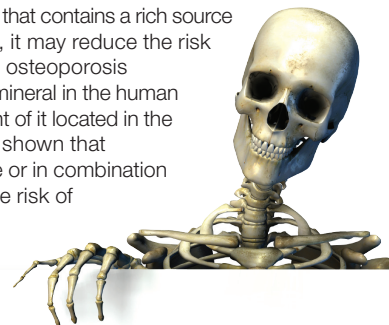 that contains a rich source
, it may reduce the risk
osteoporosis
mineral in the human
nt of it located in the
shown that
e or in combination
e risk of